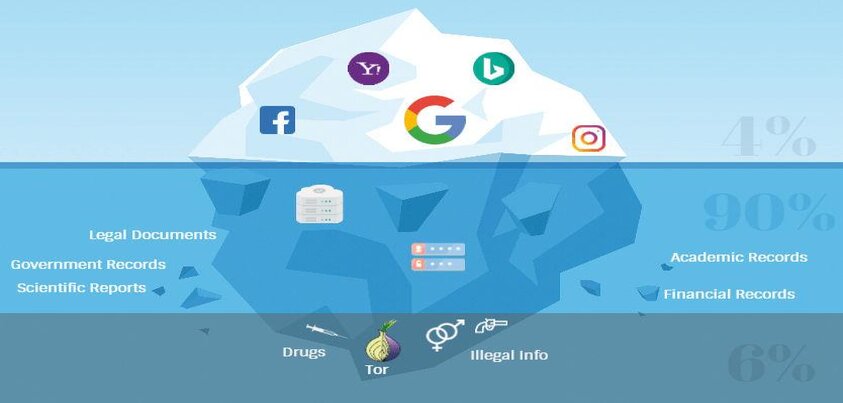 Y!
4%
90%
Legal Documents
Government Records
Scientific Reports
Academic Records
Financial Records
Drugs
Tor
Illegal Info
6%